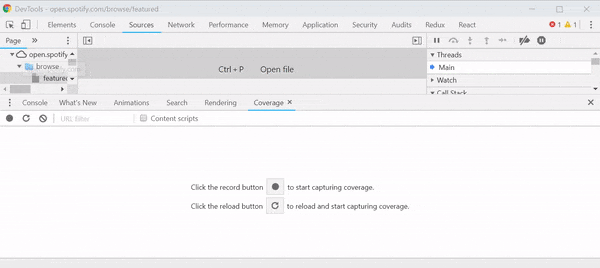 DevTools - open.spotify.com/browse/featured
Elements Console Sources Network Performance Memory Application Security Audits Redux React 1 1
Page »
Ctrl + P Open file
open.spotify
browse
featured
Threads
Main
Watch
Call Stack
Console What's New Animations Search Rendering Coverage ×
URL filter Content scripts
Click the record button to start capturing coverage.
Click the reload button to reload and start capturing coverage.